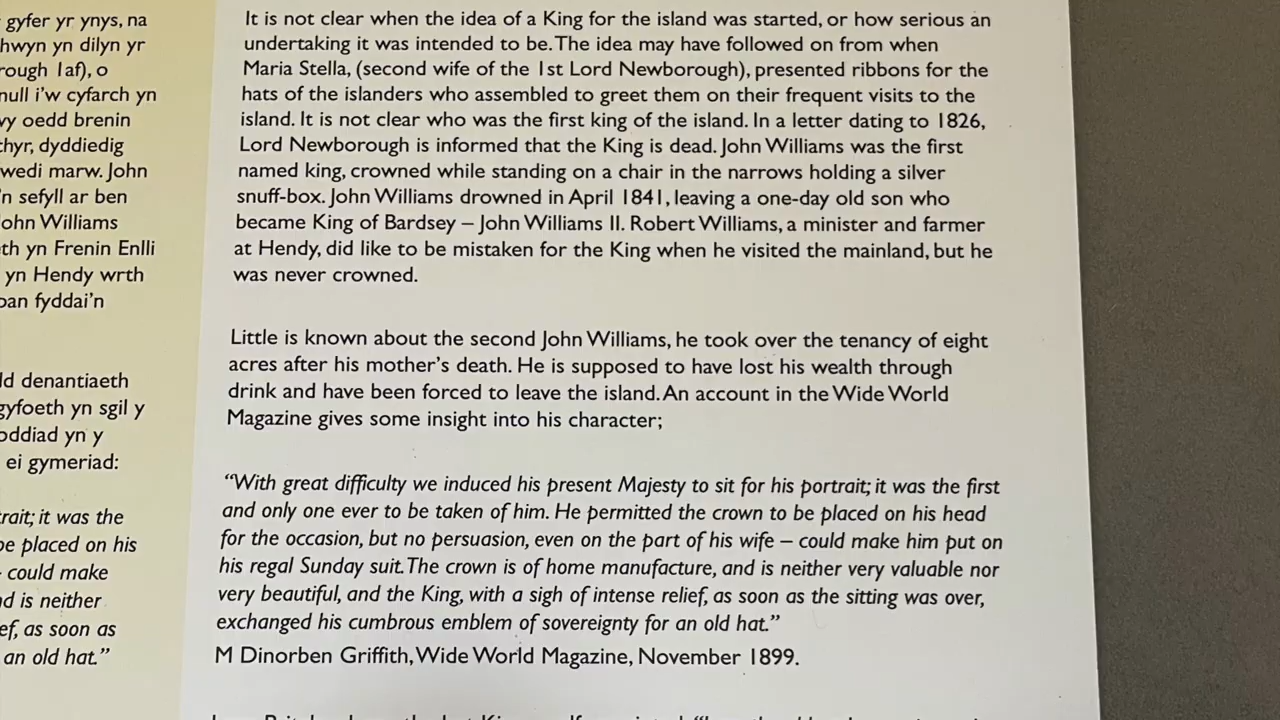 gyfer yr ynys, na
hwyn yn dilyn yr
rough 1af), o
null i'w cyfarch yn
vy oedd brenin
thyr, dyddiedig
wedi marw. John
'n sefyll ar ben
ohn Williams
th yn Frenin Enlli
yn Hendy wrth
pan fyddai'n
ld denantiaeth
gyfoeth yn sgil y
oddiad yn y
ei gymeriad:
rait; it was the
be placed on his
- could make
nd is neither
ef, as soon as
an old hat.”
It is not clear when the idea of a King for the island was started, or how serious an
undertaking it was intended to be. The idea may have followed on from when
Maria Stella, (second wife of the 1st Lord Newborough), presented ribbons for the
hats of the islanders who assembled to greet them on their frequent visits to the
island. It is not clear who was the first king of the island. In a letter dating to 1826,
Lord Newborough is informed that the King is dead. John Williams was the first
named king, crowned while standing on a chair in the narrows holding a silver
snuff-box. John Williams drowned in April 1841, leaving a one-day old son who
became King of Bardsey – John Williams II. Robert Williams, a minister and farmer
at Hendy, did like to be mistaken for the King when he visited the mainland, but he
was never crowned.
Little is known about the second John Williams, he took over the tenancy of eight
acres after his mother's death. He is supposed to have lost his wealth through
drink and have been forced to leave the island. An account in the Wide World
Magazine gives some insight into his character;
“With great difficulty we induced his present Majesty to sit for his portrait; it was the first
and only one ever to be taken of him. He permitted the crown to be placed on his head
for the occasion, but no persuasion, even on the part of his wife – could make him put on
his regal Sunday suit. The crown is of home manufacture, and is neither very valuable nor
very beautiful, and the King, with a sigh of intense relief, as soon as the sitting was over,
exchanged his cumbrous emblem of sovereignty for an old hat.”
M Dinorben Griffith, Wide World Magazine, November 1899.